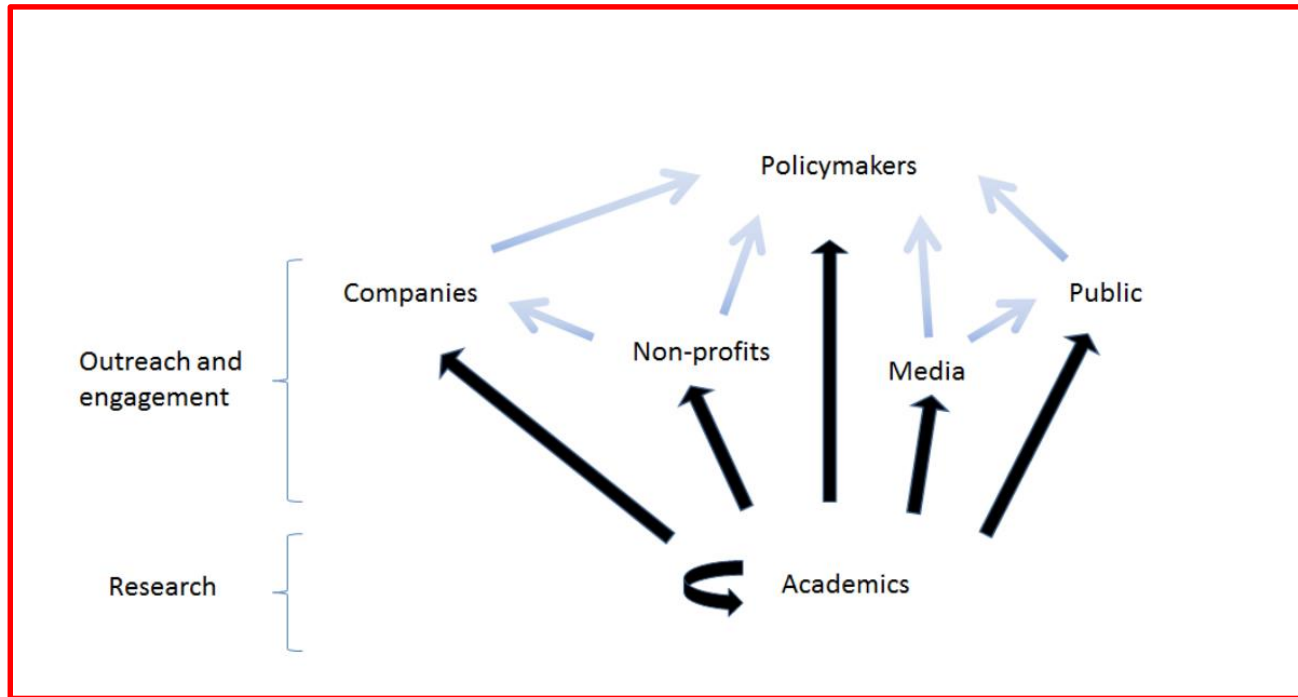 Policymakers
Companies
Public
Non-profits
Media
Outreach and
engagement
Research
Academics